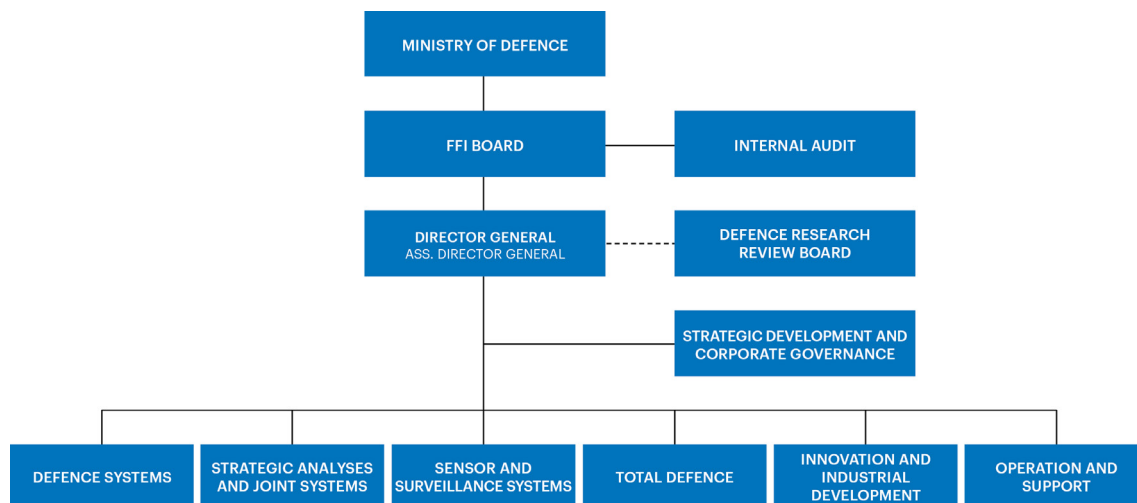 MINISTRY OF DEFENCE
FFI BOARD
INTERNAL AUDIT
DIRECTOR GENERAL
ASS. DIRECTOR GENERAL
DEFENCE RESEARCH
REVIEW BOARD
STRATEGIC DEVELOPMENT AND
CORPORATE GOVERNANCE
DEFENCE SYSTEMS
STRATEGIC ANALYSES
AND JOINT SYSTEMS
SENSOR AND
SURVEILLANCE SYSTEMS
TOTAL DEFENCE
INNOVATION AND
INDUSTRIAL
DEVELOPMENT
OPERATION AND
SUPPORT